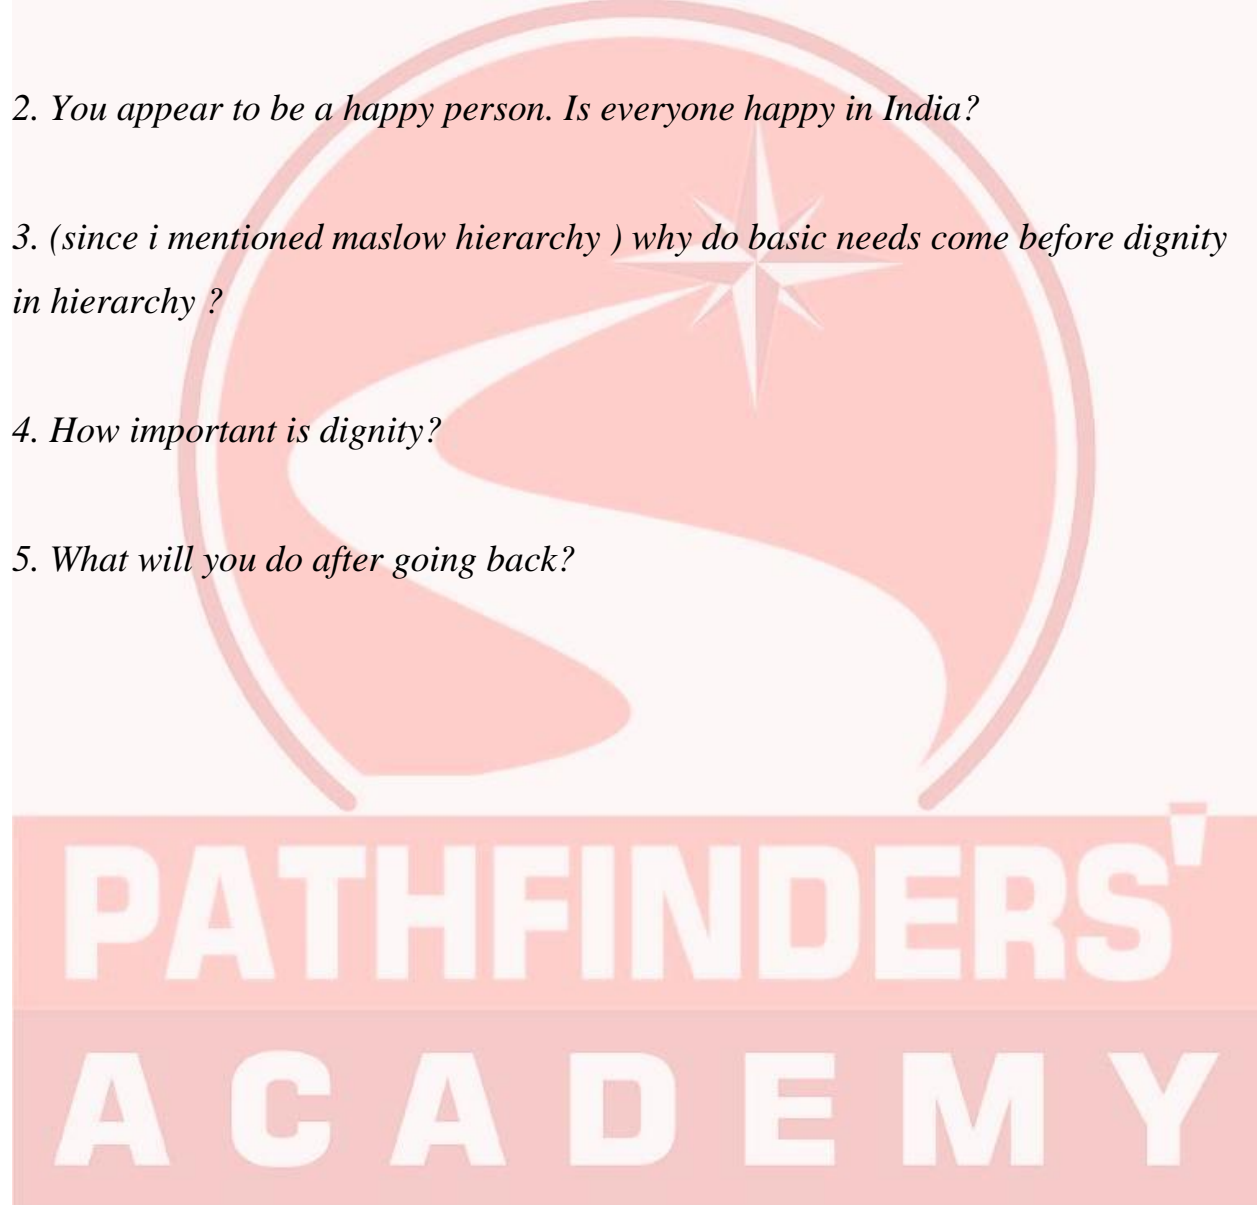 2. You appear to be a happy person. Is everyone happy in India?
3. (since i mentioned maslow hierarchy ) why do basic needs come before dignity
in hierarchy ?
4. How important is dignity?
5. What will you do after going back?
PATHFINDERS'
ACADEMY